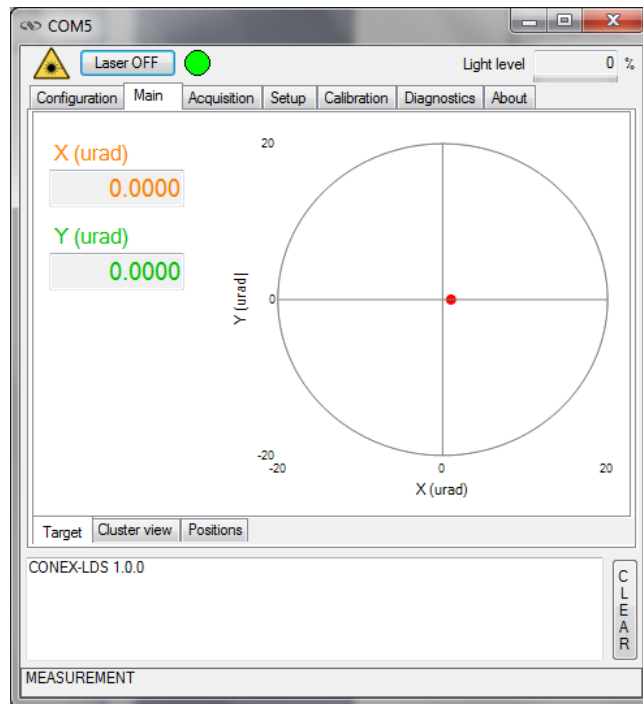 COM5
Laser OFF
Light level 0 %
Configuration Main Acquisition Setup Calibration Diagnostics About
X (urad)
0.0000
Y (urad)
0.0000
20
Y (urad|
0
-20
-20 0 20
X (urad)
Target Cluster view Positions
CONEX-LDS 1.0.0
CLEAR
MEASUREMENT